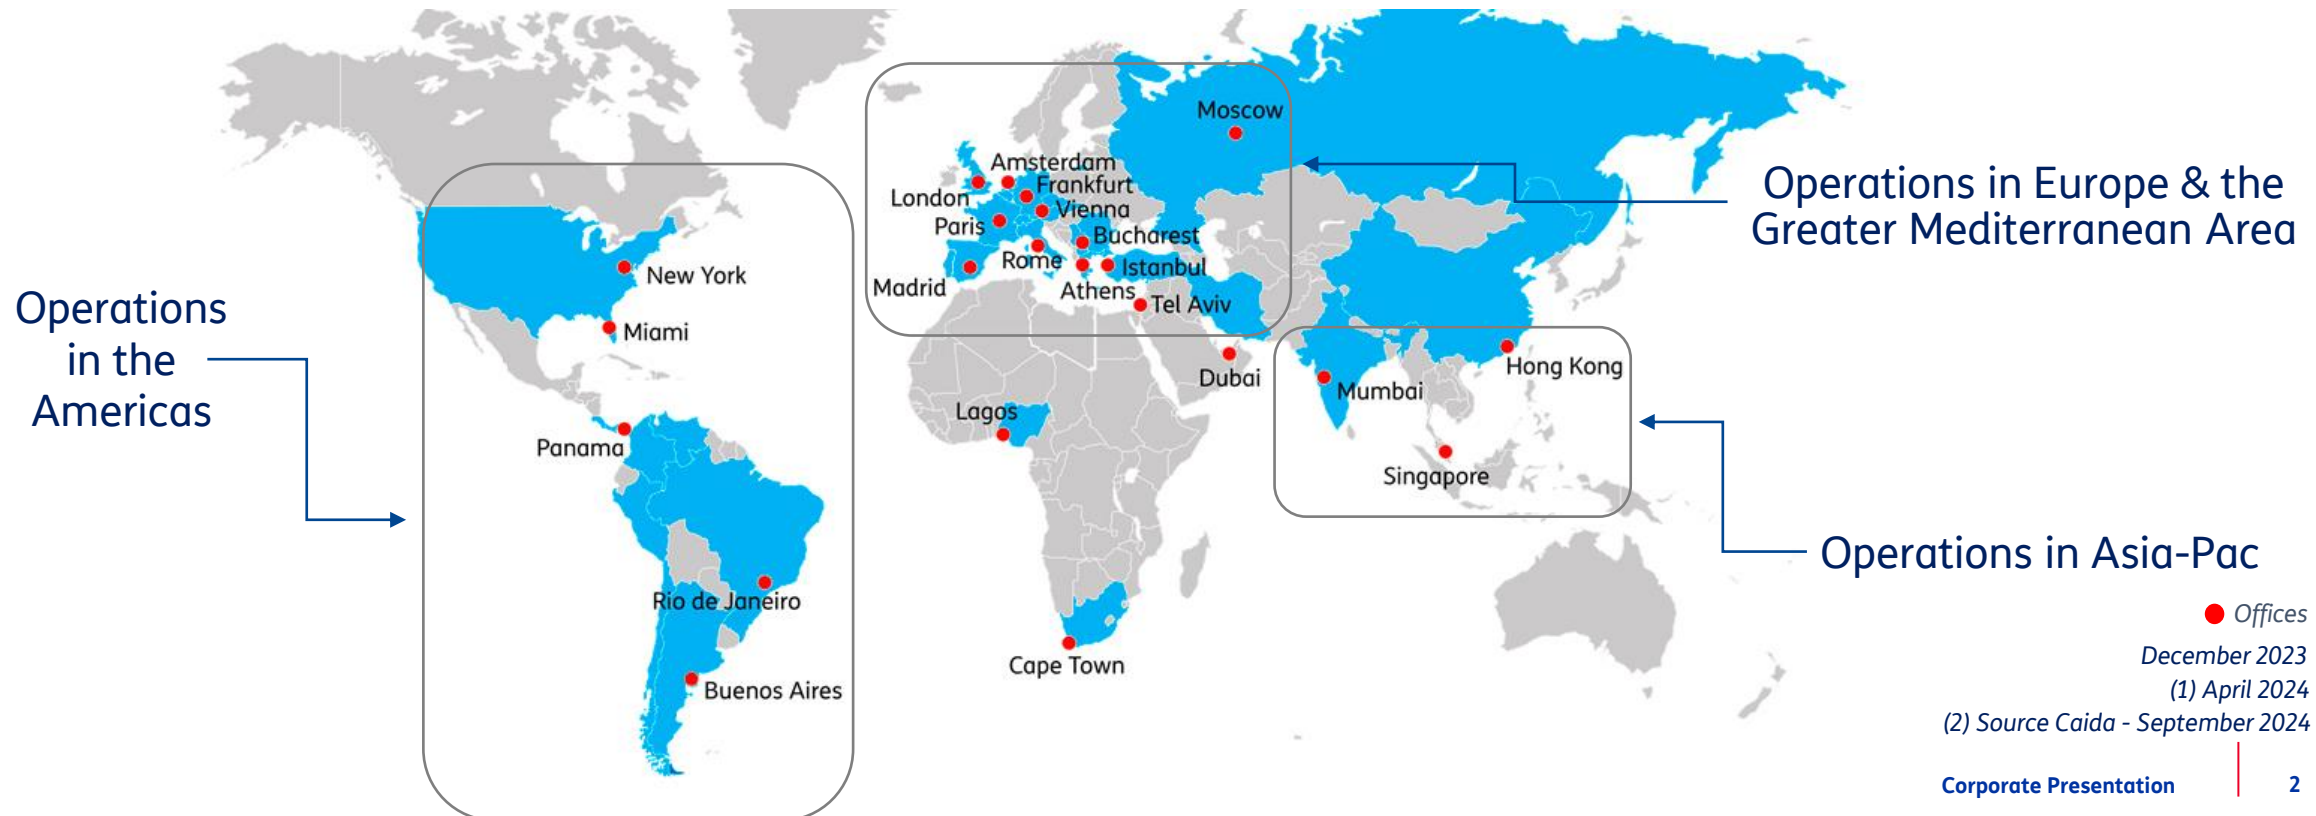 Moscow
Amsterdam
London
Frankfurt
Vienna
Paris
Bucharest
Rome
Istanbul
Madrid
Athens
Tel Aviv
Operations in Europe & the
Greater Mediterranean Area
Operations
in the
Americas
New York
Miami
Panama
Rio de Janeiro
Buenos Aires
Dubai
Lagos
Cape Town
Hong Kong
Mumbai
Singapore
Operations in Asia-Pac
Offices
December 2023
(1) April 2024
(2) Source Caida - September 2024
Corporate Presentation
2